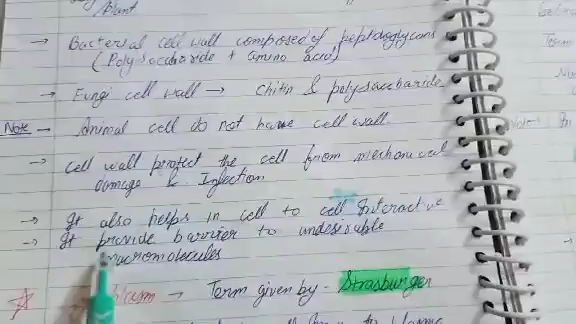 Plant
→ Bacterial cell wall composed of peptidoglycans
(Polysaccharide + amino acid)
→ Fungi cell wall → chitin & polysaccharide
Note - Animal cell do not have cell wall.
→ Cell wall protect the cell from mechanical
damage & Infection
→ It also helps in cell to cell Interactive
→ It provide barrier to undesirable
macromolecules
→ Term given by - Strasburger